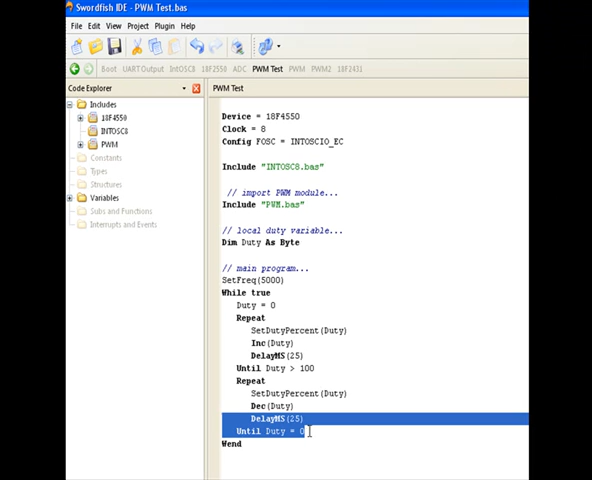 Swordfish IDE - PWM Test.bas
File Edit View Project Plugin Help
Boot UARTOutput IntOSC8 18F2550 ADC PWM Test PWM PWM2 18F2431
Code Explorer
PWM Test
Includes
18F4550
INTOSC8
PWM
Constants
Types
Structures
Variables
Subs and Functions
Interrupts and Events
Device = 18F4550
Clock = 8
Config FOSC = INTOSCIO_EC
Include "INTOSC8.bas"
// import PWM module...
Include "PWM.bas"
// local duty variable...
Dim Duty As Byte
// main program...
SetFreq(5000)
While true
Duty = 0
Repeat
SetDutyPercent(Duty)
Inc(Duty)
DelayMS(25)
Until Duty > 100
Repeat
SetDutyPercent(Duty)
Dec(Duty)
DelayMS(25)
Until Duty = 0
Wend